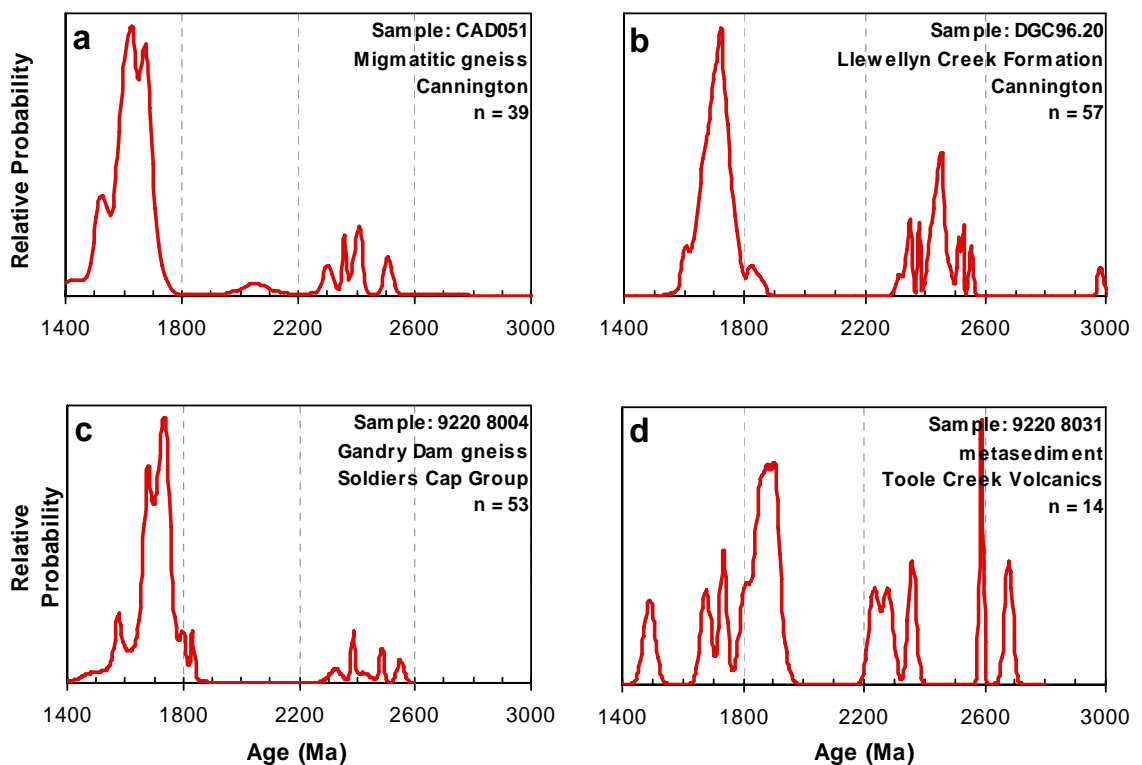 a
Sample: CAD051
Migmatitic gneiss
Cannington
n = 39
Relative Probability
1400 1800 2200 2600 3000
b
Sample: DGC96.20
Llewellyn Creek Formation
Cannington
n = 57
1400 1800 2200 2600 3000
c
Sample: 9220 8004
Gandry Dam gneiss
Soldiers Cap Group
n = 53
Relative
Probability
1400 1800 2200 2600 3000
Age (Ma)
d
Sample: 9220 8031
metasediment
Toole Creek Volcanics
n = 14
1400 1800 2200 2600 3000
Age (Ma)